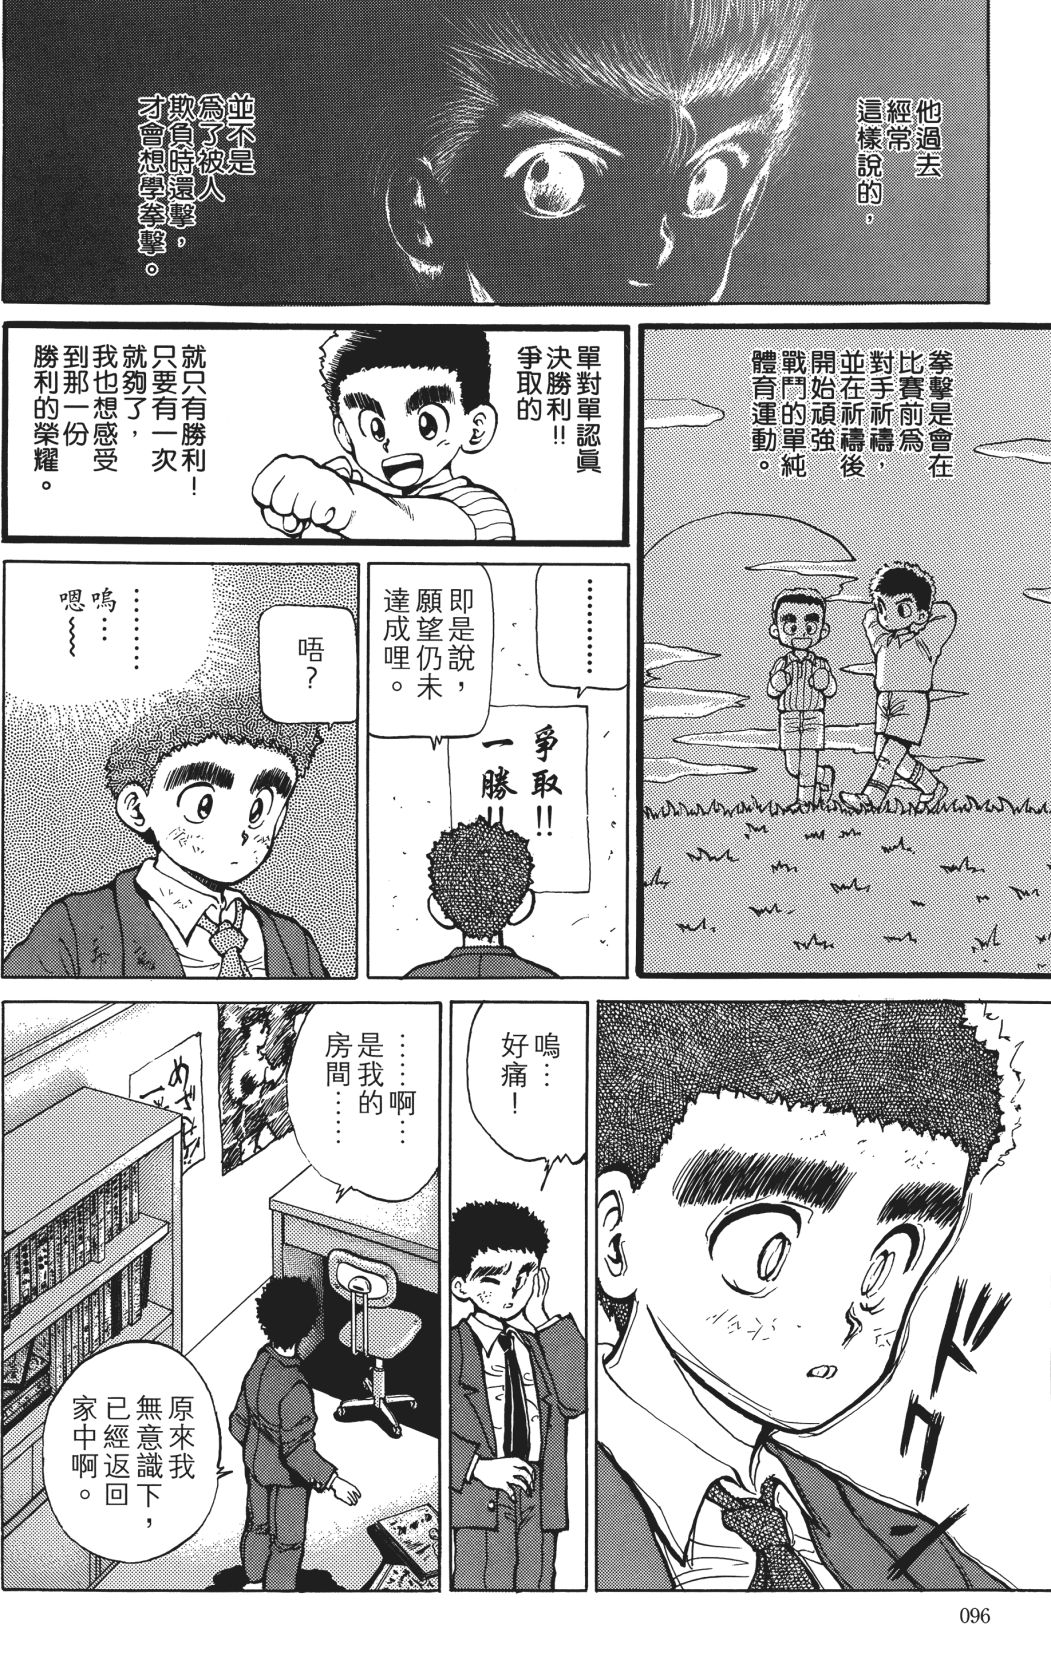 他過去
經常
這樣說的，
並不是
為了被人
欺負時還擊，
才會想學拳擊。
拳擊是會在
比賽前為
對手祈禱，
並在祈禱後
開始頑強
戰鬥的單純
體育運動。
單對單認真
決勝利!!
爭取的
就只有勝利！
只要有一次
就夠了，
我也想感受
到那一份
勝利的榮耀。
…………
即是說，
願望仍未
達成哩。
爭取!!
一勝!!
唔？
…………
嗚…
嗯～～
ドクン
嗚…
好痛！
……啊…
是我的
房間……
めざせ
一
原來我
無意識下，
已經返回
家中啊。
096